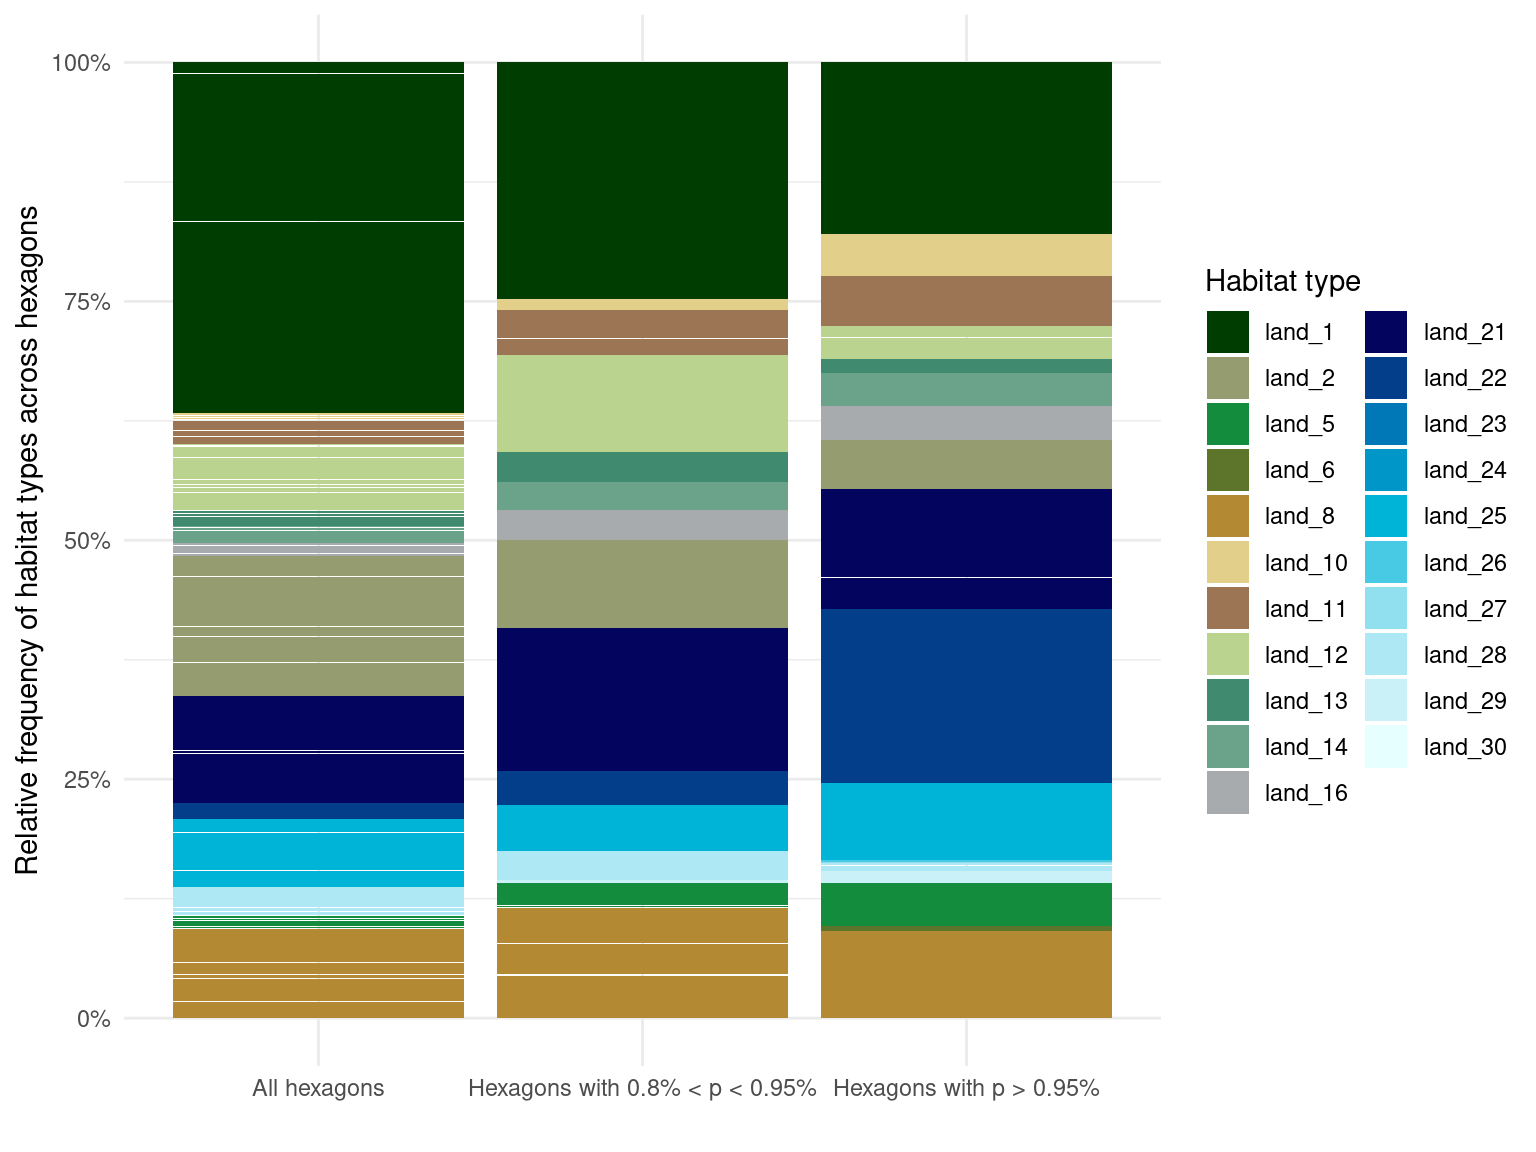 Relative frequency of habitat types across hexagons
100%
75%
50%
25%
0%
All hexagons
Hexagons with 0.8% < p < 0.95%
Hexagons with p > 0.95%
Habitat type
land_1
land_2
land_5
land_6
land_8
land_10
land_11
land_12
land_13
land_14
land_16
land_21
land_22
land_23
land_24
land_25
land_26
land_27
land_28
land_29
land_30